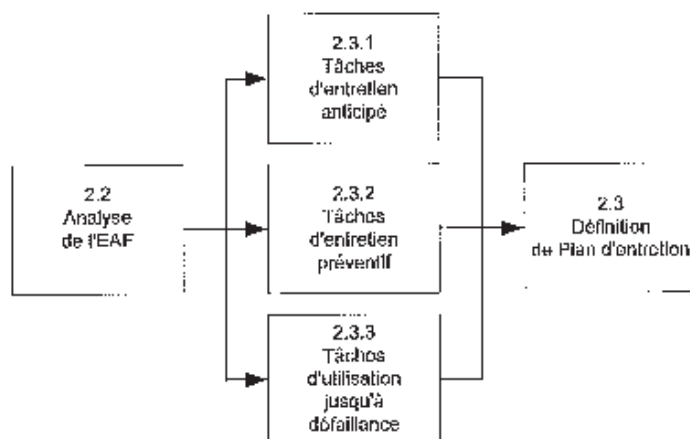 2.3.1
Tâches
d'entretien
anticipé
2.2
Analyse
de l'EAF
2.3.2
Tâches
d'entretien
préventif
2.3
Définition
du Plan d'entretien
2.3.3
Tâches
d'utilisation
jusqu'à
défaillance